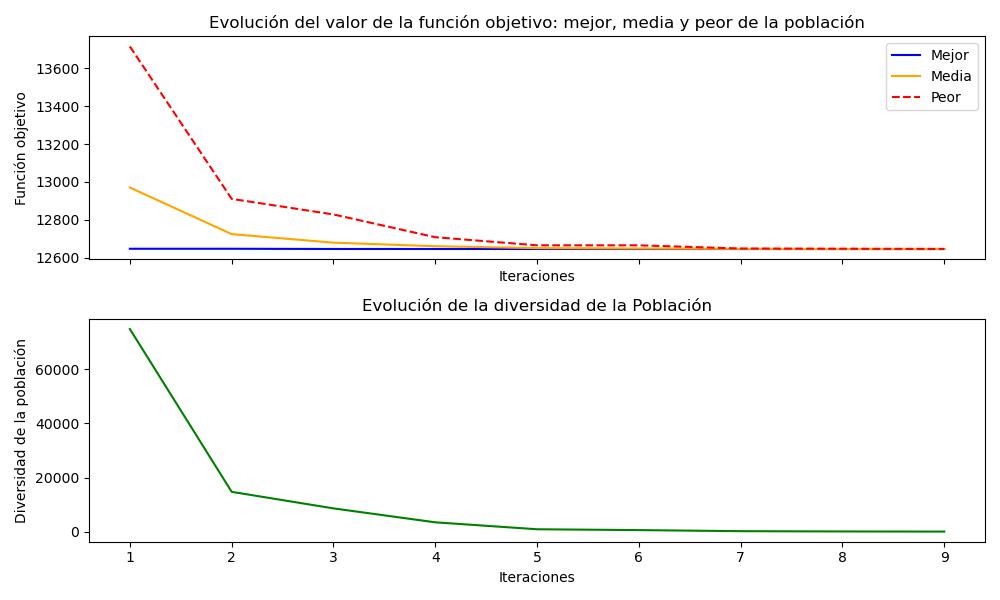 Evolución del valor de la función objetivo: mejor, media y peor de la población
Función objetivo
13600
13400
13200
13000
12800
12600
Mejor
Media
Peor
Iteraciones
Evolución de la diversidad de la Población
Diversidad de la población
60000
40000
20000
0
1 2 3 4 5 6 7 8 9
Iteraciones